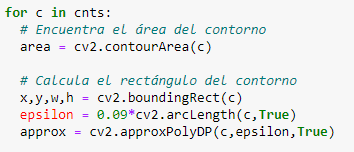 for c in cnts:
# Encuentra el área del contorno
area = cv2.contourArea(c)
# Calcula el rectángulo del contorno
x,y,w,h = cv2.boundingRect(c)
epsilon = 0.09*cv2.arcLength(c,True)
approx = cv2.approxPolyDP(c,epsilon,True)